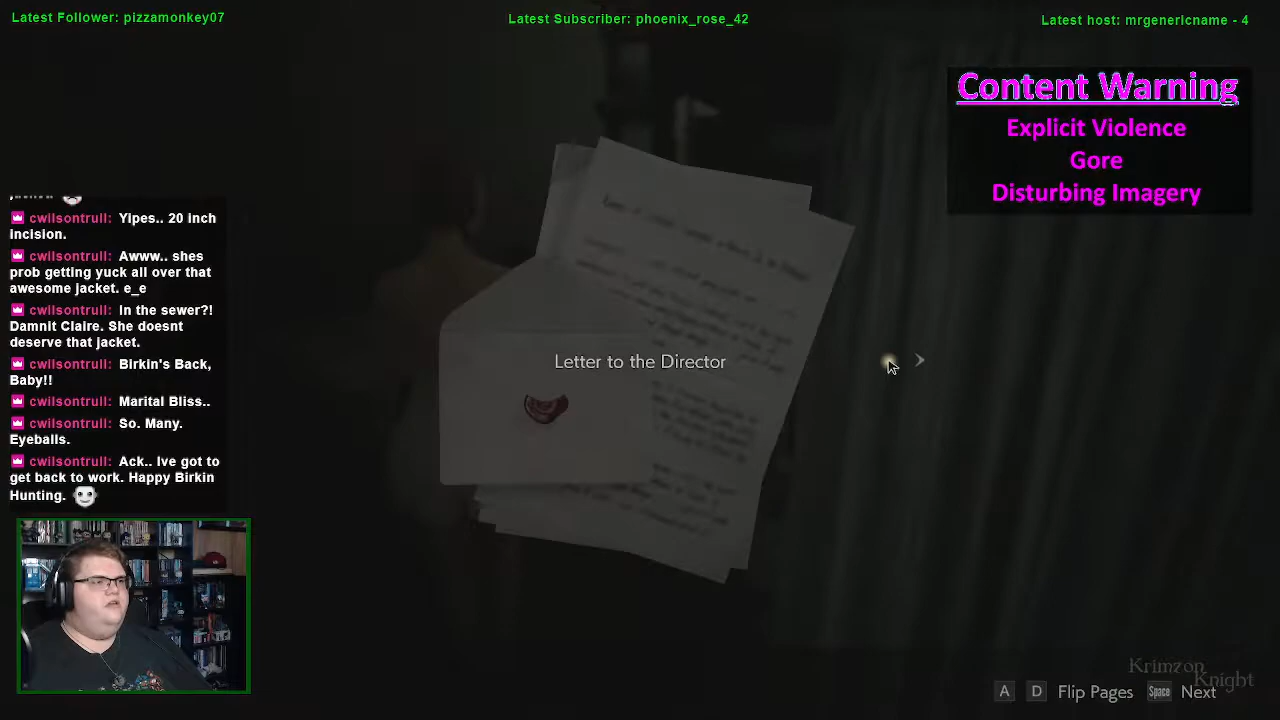 Latest Follower: pizzamonkey07
Latest Subscriber: phoenix_rose_42
Latest host: mrgenericname - 4
Content Warning
Explicit Violence
Gore
Disturbing Imagery
cwilsontrull: Yipes.. 20 inch
incision.
cwilsontrull: Awww.. shes
prob getting yuck all over that
awesome jacket. e_e
cwilsontrull: In the sewer?!
Damnit Claire. She doesnt
deserve that jacket.
cwilsontrull: Birkin's Back,
Baby!!
cwilsontrull: Marital Bliss..
cwilsontrull: So. Many.
Eyeballs.
cwilsontrull: Ack.. Ive got to
get back to work. Happy Birkin
Hunting.
Letter to the Director
Krimzon
Knight
A D Flip Pages Space Next